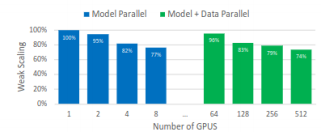 Model Parallel Model + Data Parallel
100%
80%
60%
40%
20%
0%
Weak Scaling
100% 95% 82% 77% 96% 83% 79% 74%
1 2 4 8 ... 64 128 256 512
Number of GPUS